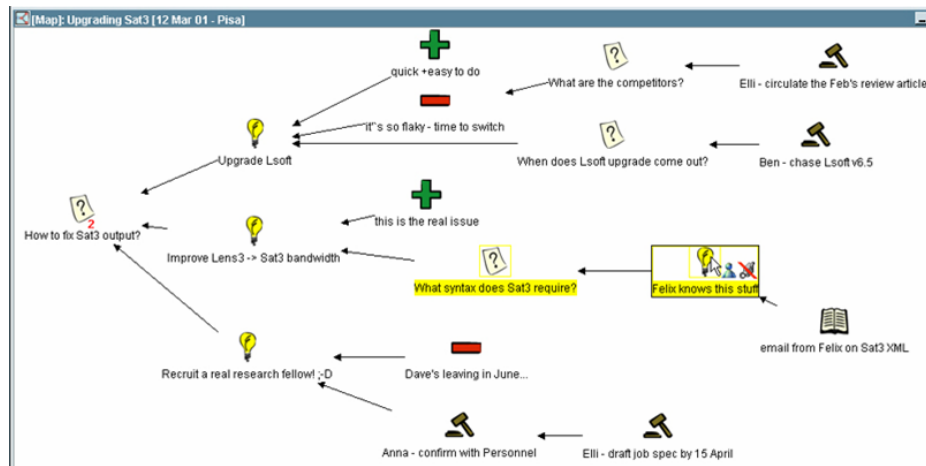 [Map]: Upgrading Sat3 [12 Mar 01 - Pisa]
quick +easy to do
What are the competitors?
Elli - circulate the Feb's review article
it"s so flaky - time to switch
Upgrade Lsoft
When does Lsoft upgrade come out?
Ben - chase Lsoft v6.5
2
How to fix Sat3 output?
this is the real issue
Improve Lens3 -> Sat3 bandwidth
What syntax does Sat3 require?
Felix knows this stuff
email from Felix on Sat3 XML
Recruit a real research fellow! ;-D
Dave's leaving in June...
Anna - confirm with Personnel
Elli - draft job spec by 15 April